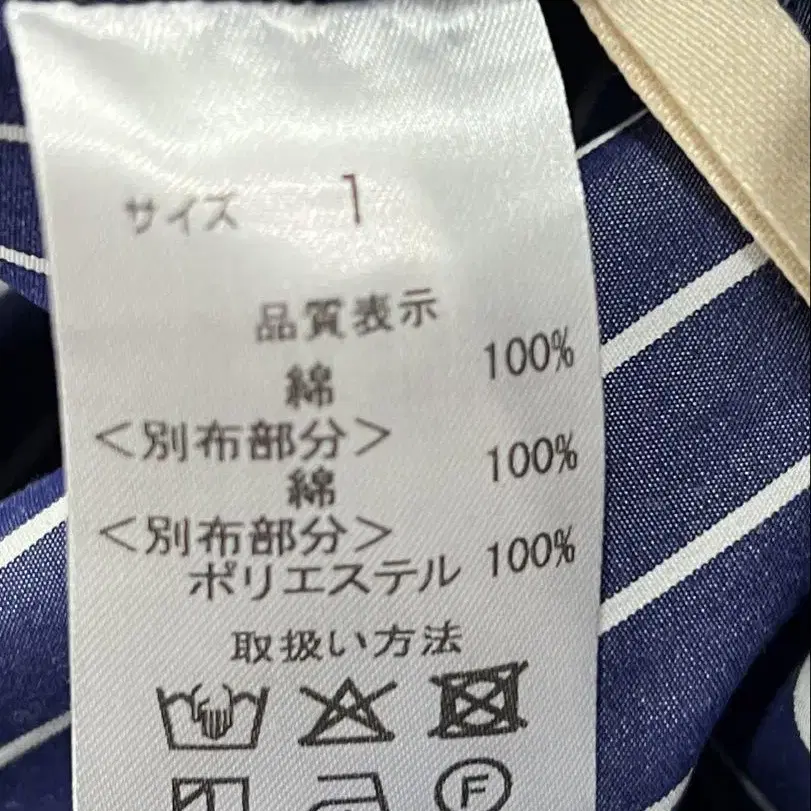 サイズ 1
品質表示
綿 100%
<別布部分>
綿 100%
<別布部分>
ポリエステル 100%
取扱い方法
F